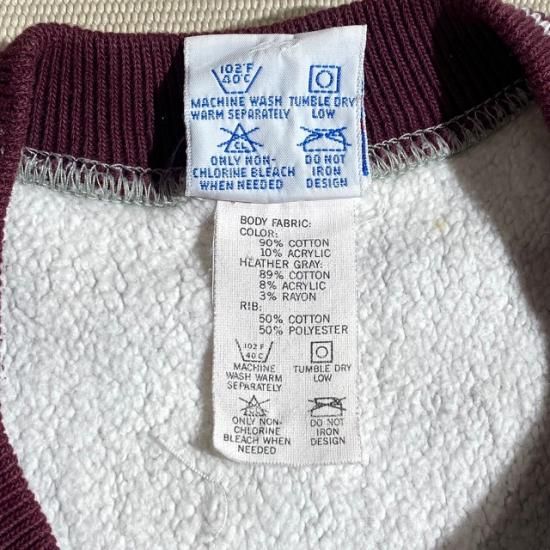 102°F
40°C
MACHINE WASH
WARM SEPARATELY
TUMBLE DRY
LOW
CL
ONLY NON-
CHLORINE BLEACH
WHEN NEEDED
DO NOT
IRON
DESIGN
BODY FABRIC:
COLOR:
90% COTTON
10% ACRYLIC
HEATHER GRAY:
89% COTTON
8% ACRYLIC
3% RAYON
RIB:
50% COTTON
50% POLYESTER
102 F
40 C
MACHINE
WASH WARM
SEPARATELY
TUMBLE DRY
LOW
ONLY NON-
CHLORINE
BLEACH WHEN
NEEDED
DO NOT
IRON
DESIGN